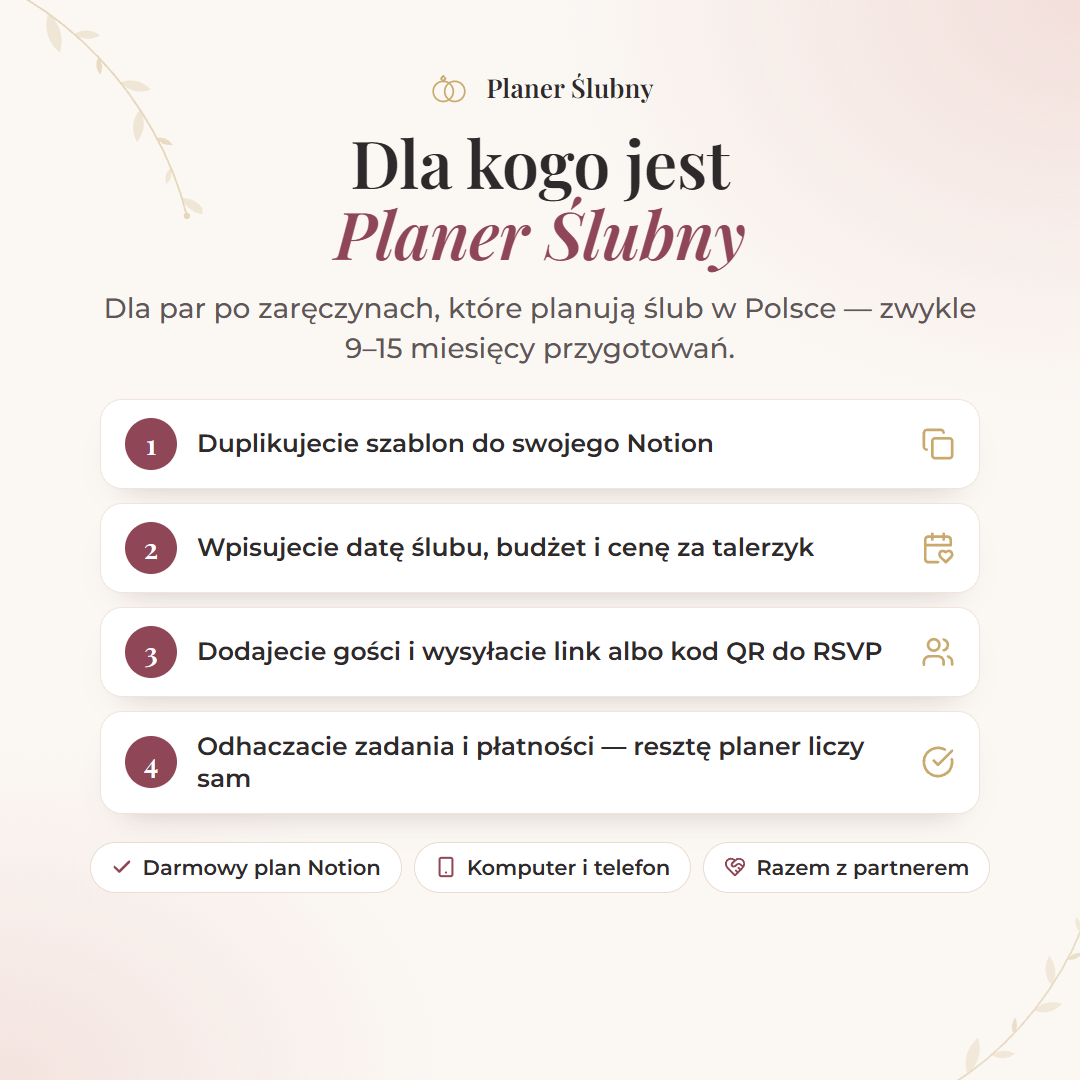 Planer Ślubny
Dla kogo jest
Planer Ślubny
Dla par po zaręczynach, które planują ślub w Polsce — zwykle
9–15 miesięcy przygotowań.
1 Duplikujecie szablon do swojego Notion
2 Wpisujecie datę ślubu, budżet i cenę za talerzyk
3 Dodajecie gości i wysyłacie link albo kod QR do RSVP
4 Odhaczacie zadania i płatności — resztę planer liczy
sam
Darmowy plan Notion
Komputer i telefon
Razem z partnerem